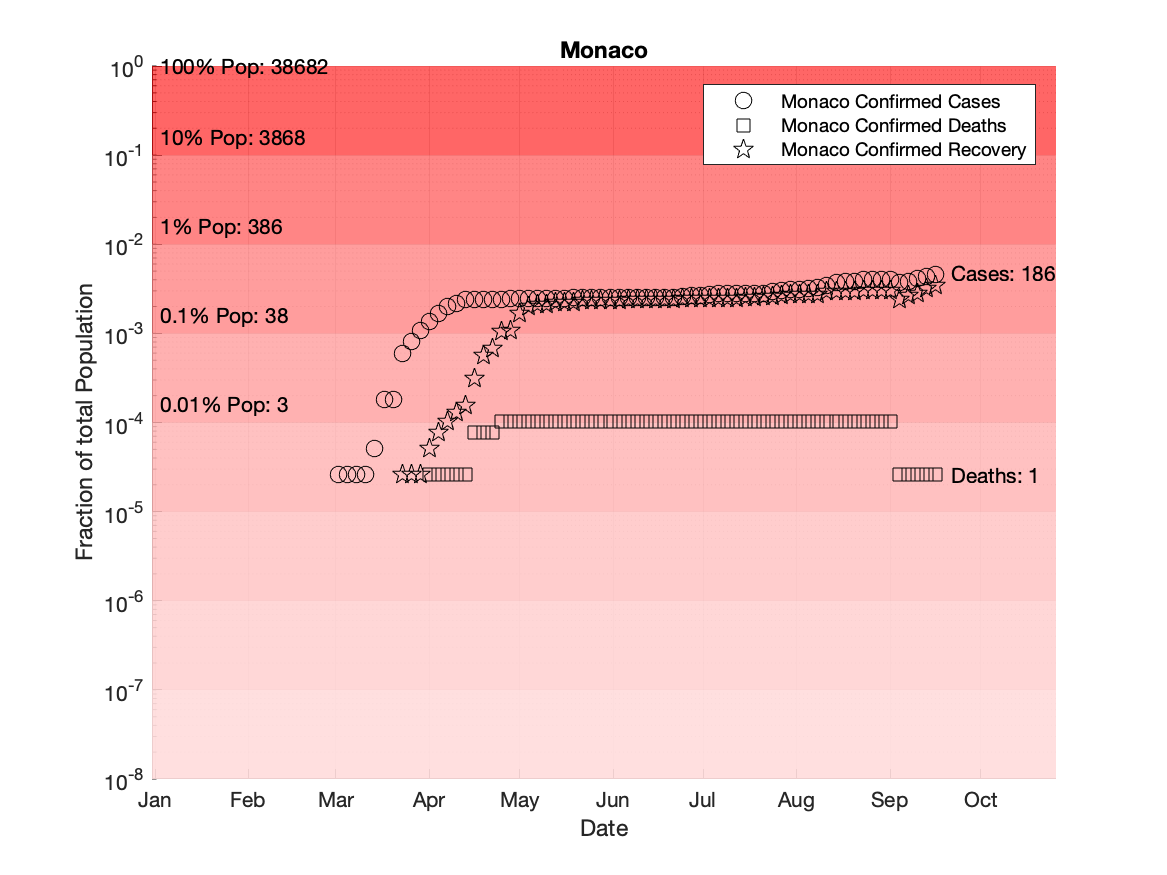 Monaco
10^0
10^-1
10^-2
10^-3
10^-4
10^-5
10^-6
10^-7
10^-8
Fraction of total Population
100% Pop: 38682
10% Pop: 3868
1% Pop: 386
0.1% Pop: 38
0.01% Pop: 3
Monaco Confirmed Cases
Monaco Confirmed Deaths
Monaco Confirmed Recovery
Cases: 186
Deaths: 1
Jan Feb Mar Apr May Jun Jul Aug Sep Oct
Date